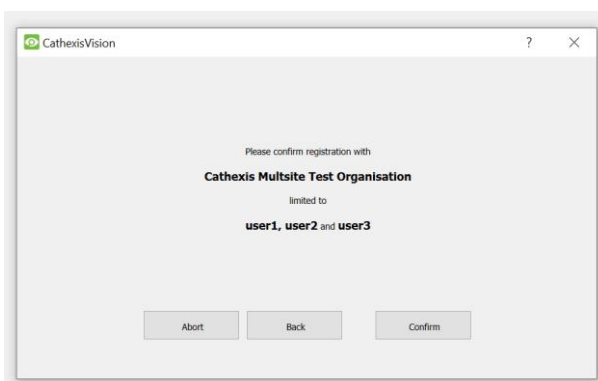 CathexisVision
?
Please confirm registration with
Cathexis Multsite Test Organisation
limited to
user1, user2 and user3
Abort Back Confirm